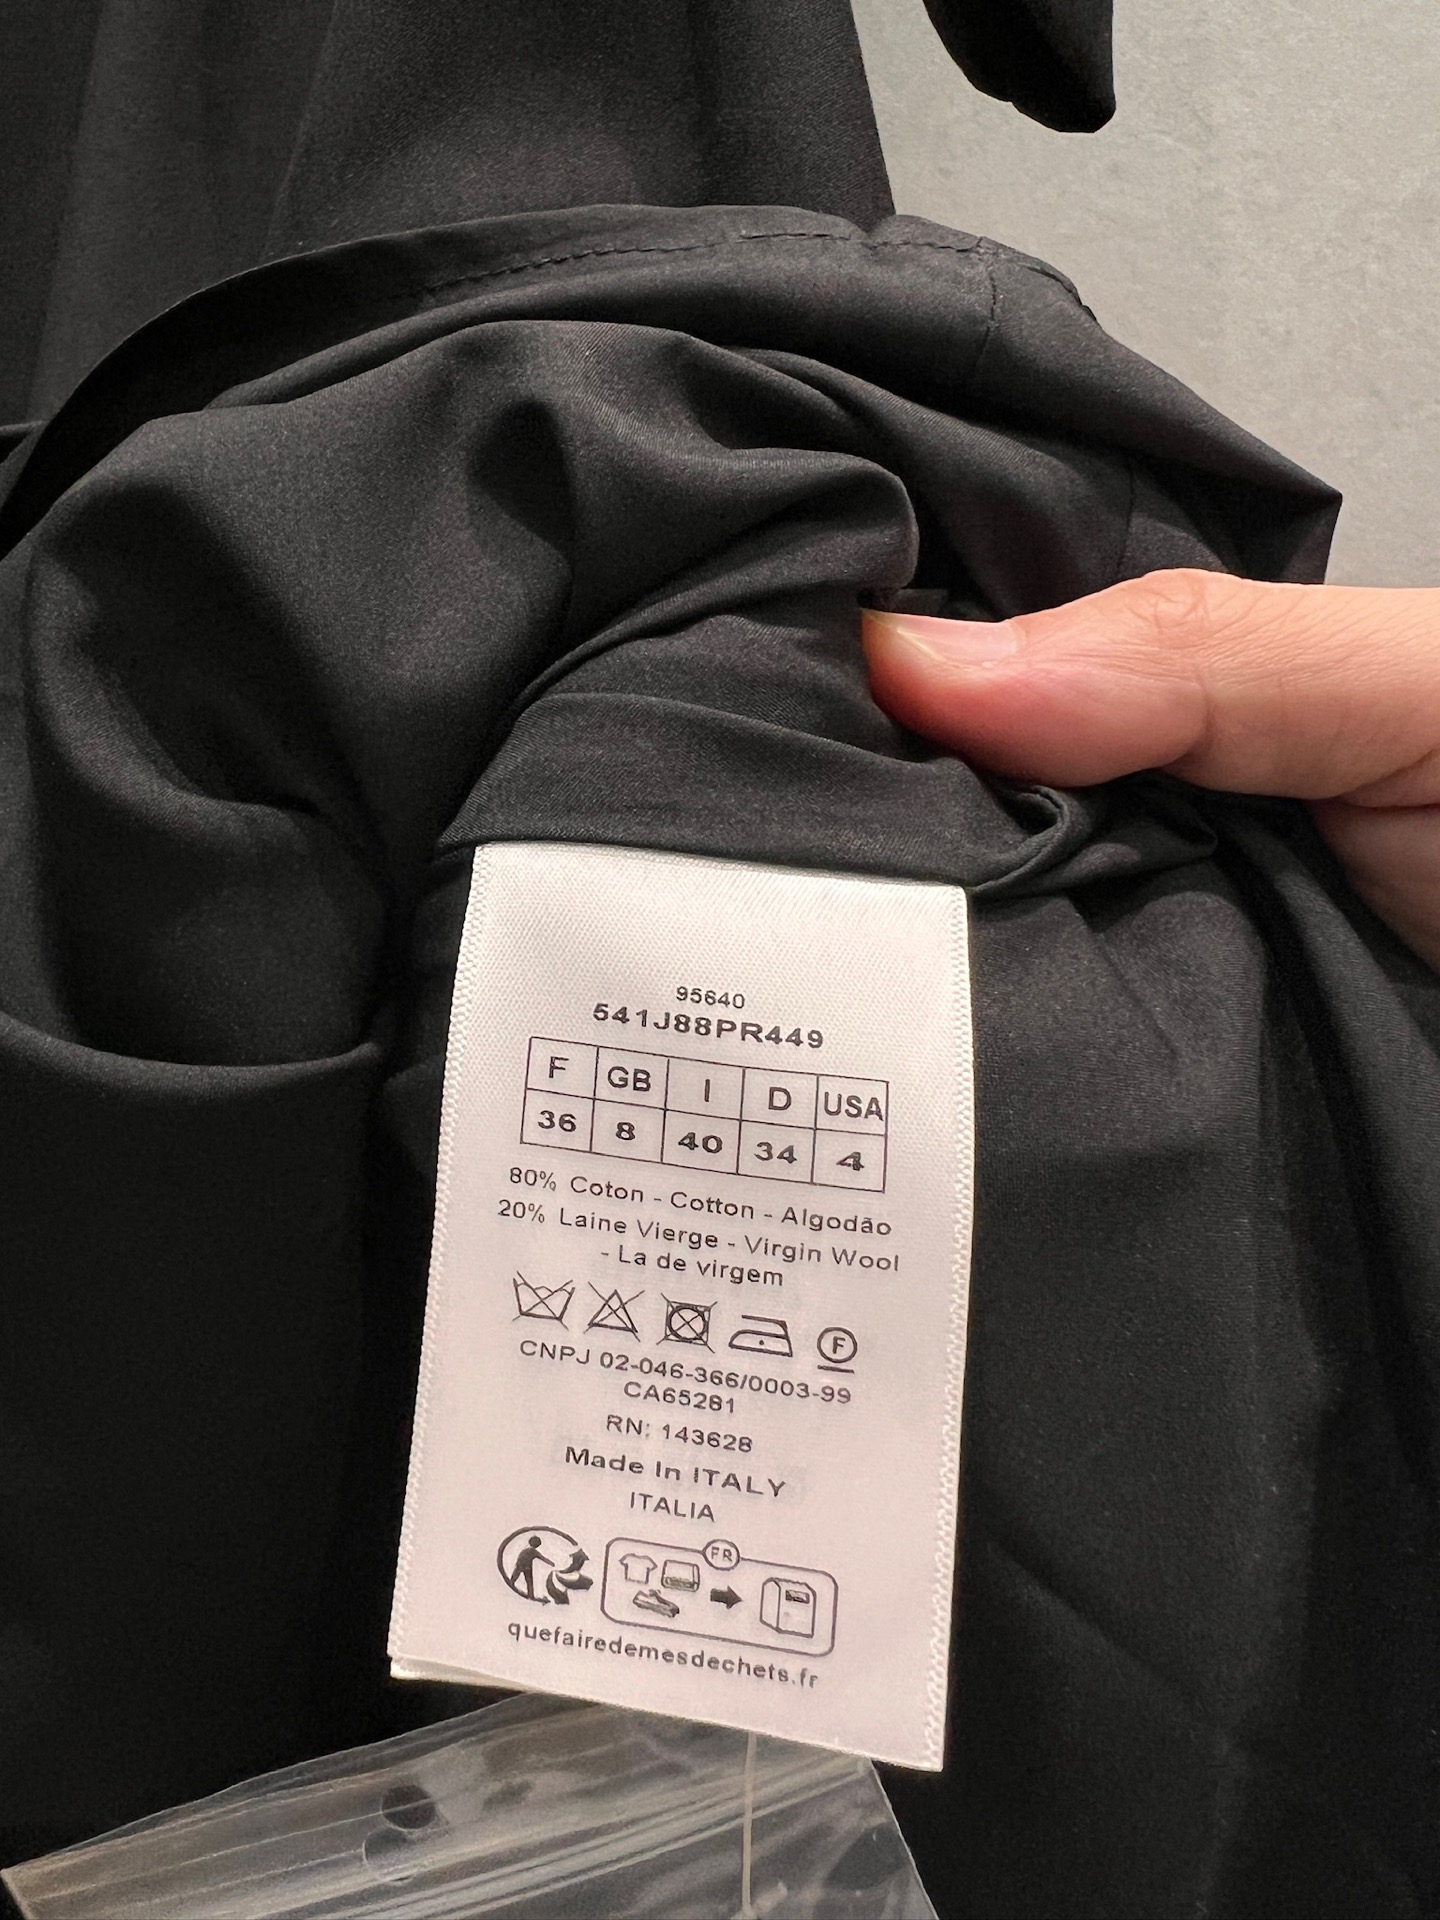 95640
541J88PR449
F GB I D USA
36 8 40 34 4
80% Coton - Cotton - Algodão
20% Laine Vierge - Virgin Wool
- La de virgem
F
CNPJ 02-046-366/0003-99
CA65281
RN: 143628
Made In ITALY
ITALIA
FR
quefairedemesdechets.fr